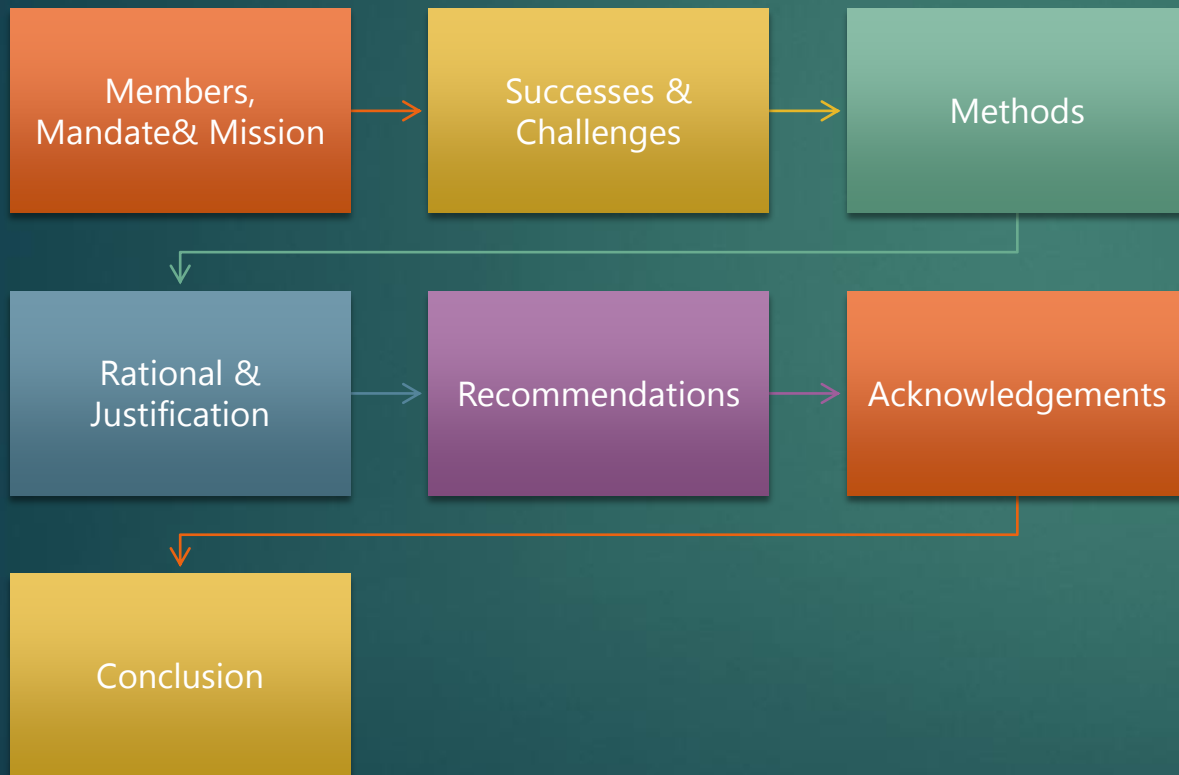 Members,
Mandate& Mission
Successes &
Challenges
Methods
Rational &
Justification
Recommendations
Acknowledgements
Conclusion